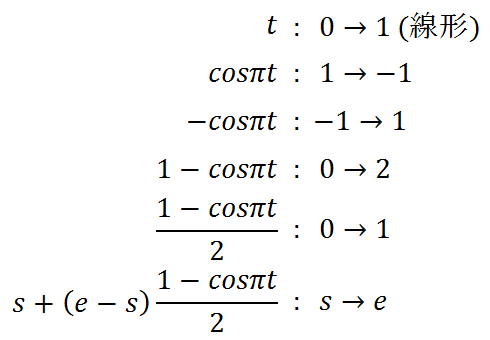 t : 0 → 1 (線形)
cosπt : 1 → −1
−cosπt : −1 → 1
1 − cosπt : 0 → 2
(1 − cosπt)/2 : 0 → 1
s + (e − s) (1 − cosπt)/2 : s → e